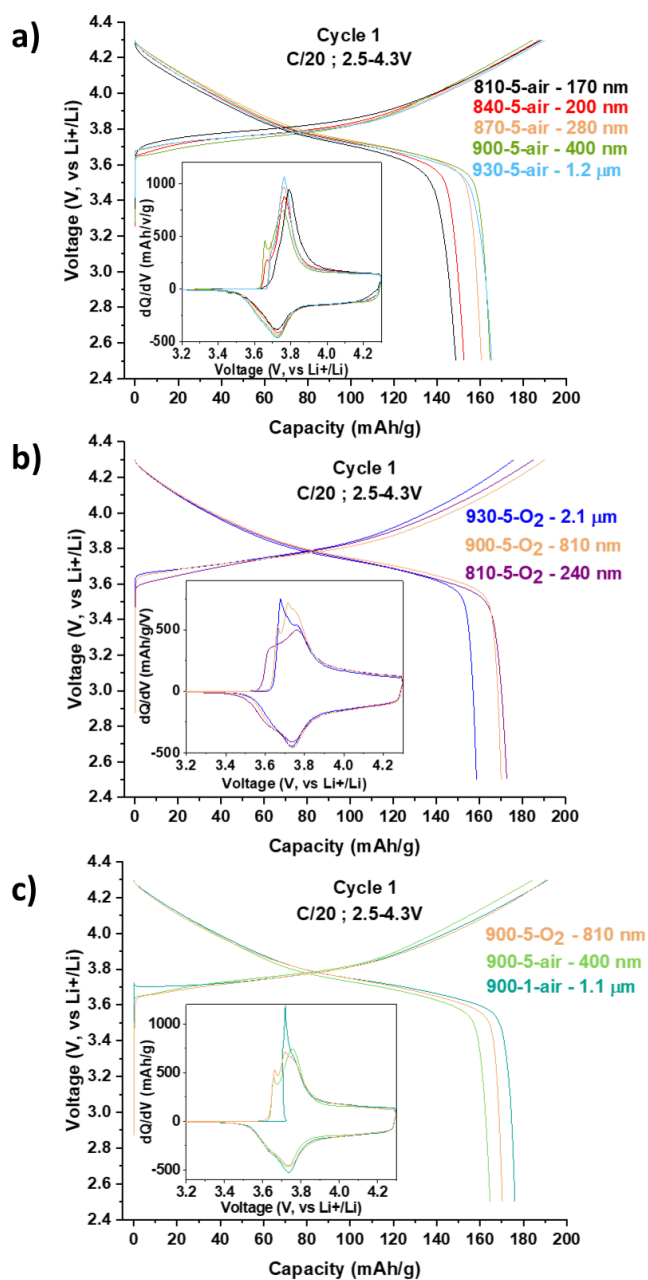 a)
Cycle 1
C/20 ; 2.5-4.3V
810-5-air - 170 nm
840-5-air - 200 nm
870-5-air - 280 nm
900-5-air - 400 nm
930-5-air - 1.2 μm
Voltage (V, vs Li+/Li)
4.4
4.2
4.0
3.8
3.6
3.4
3.2
3.0
2.8
2.6
2.4
dQ/dV (mAh/v/g)
1000
500
0
-500
3.2 3.4 3.6 3.8 4.0 4.2
Voltage (V, vs Li+/Li)
0 20 40 60 80 100 120 140 160 180 200
Capacity (mAh/g)
b)
Cycle 1
C/20 ; 2.5-4.3V
930-5-O₂ - 2.1 μm
900-5-O₂ - 810 nm
810-5-O₂ - 240 nm
Voltage (V, vs Li+/Li)
4.4
4.2
4.0
3.8
3.6
3.4
3.2
3.0
2.8
2.6
2.4
dQ/dV (mAh/g/V)
500
0
-500
3.2 3.4 3.6 3.8 4.0 4.2
Voltage (V, vs Li+/Li)
0 20 40 60 80 100 120 140 160 180 200
Capacity (mAh/g)
c)
Cycle 1
C/20 ; 2.5-4.3V
900-5-O₂ - 810 nm
900-5-air - 400 nm
900-1-air - 1.1 μm
Voltage (V, vs Li+/Li)
4.4
4.2
4.0
3.8
3.6
3.4
3.2
3.0
2.8
2.6
2.4
dQ/dV (mAh/g)
1000
500
0
-500
3.2 3.4 3.6 3.8 4.0 4.2
Voltage (V, vs Li+/Li)
0 20 40 60 80 100 120 140 160 180 200
Capacity (mAh/g)